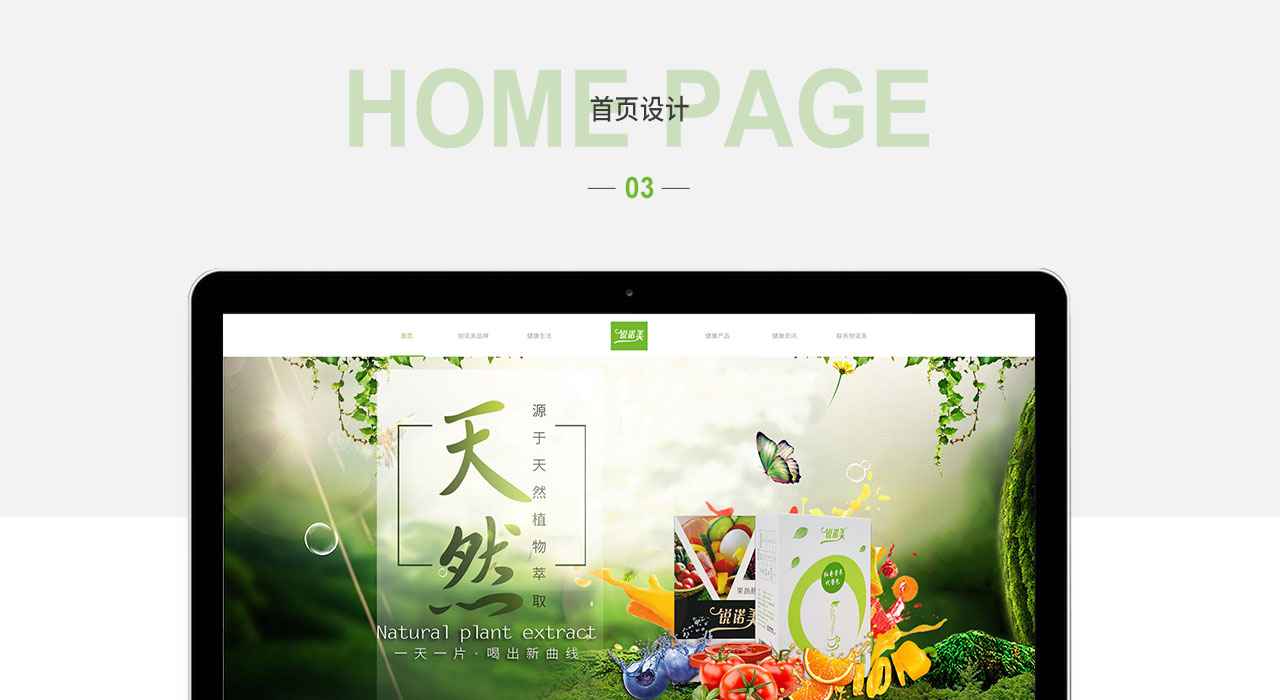 HOME PAGE
首页设计
03
首页
锐诺美品牌
健康生活
锐诺美
健康产品
健康资讯
联系锐诺美
天然
源于天然植物萃取
Natural plant extract
一天一片·喝出新曲线
锐诺美
锐诺美